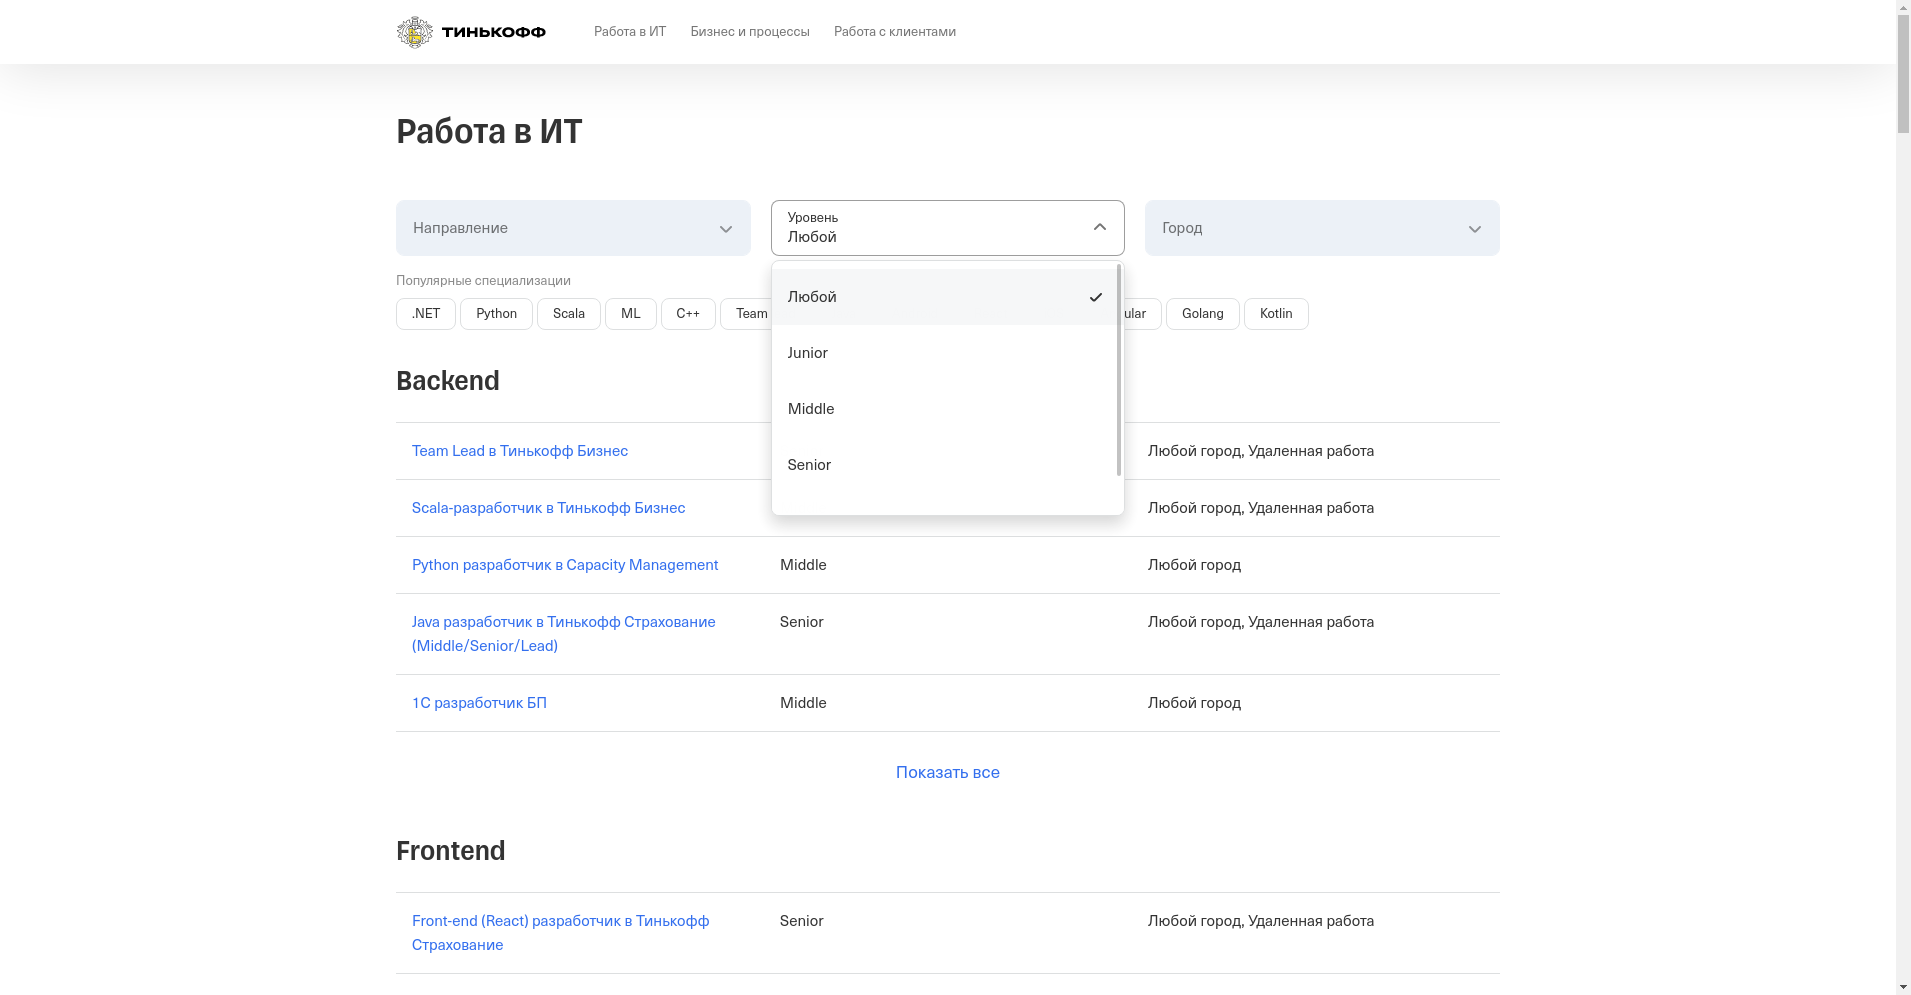 ТИНЬКОФФ
Работа в ИТ
Бизнес и процессы
Работа с клиентами
Работа в ИТ
Направление
Уровень
Любой
Город
Любой
Junior
Middle
Senior
Популярные специализации
.NET
Python
Scala
ML
C++
Team
ular
Golang
Kotlin
Backend
Team Lead в Тинькофф Бизнес
Любой город, Удаленная работа
Scala-разработчик в Тинькофф Бизнес
Любой город, Удаленная работа
Python разработчик в Capacity Management
Middle
Любой город
Java разработчик в Тинькофф Страхование
(Middle/Senior/Lead)
Senior
Любой город, Удаленная работа
1С разработчик БП
Middle
Любой город
Показать все
Frontend
Front-end (React) разработчик в Тинькофф
Страхование
Senior
Любой город, Удаленная работа